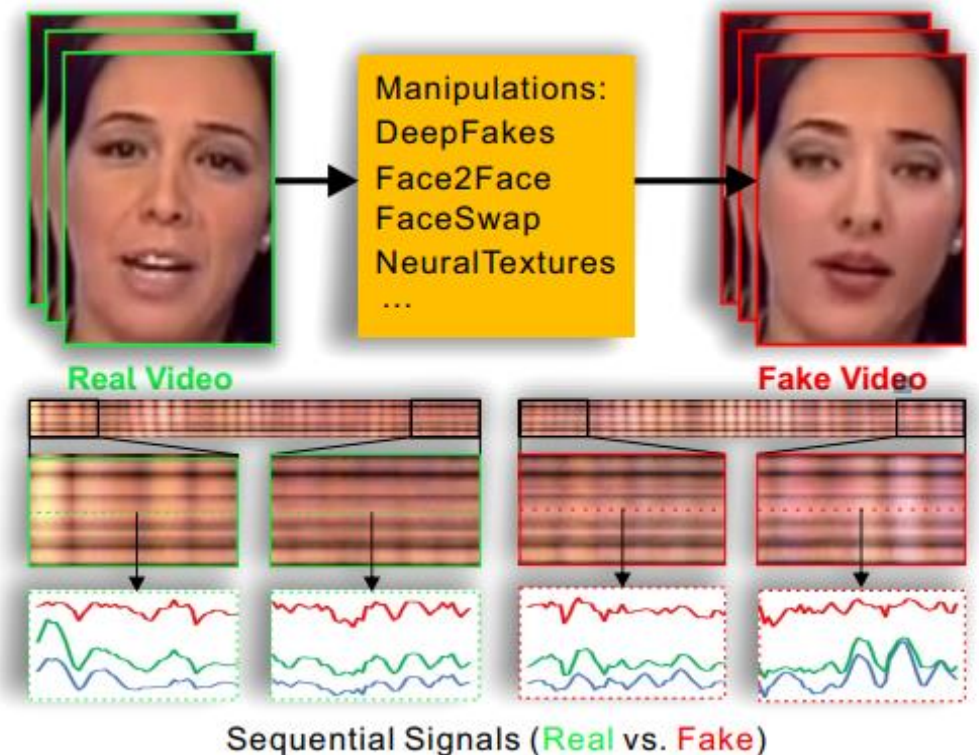 Manipulations:
DeepFakes
Face2Face
FaceSwap
NeuralTextures
...
Real Video
Fake Video
Sequential Signals (Real vs. Fake)